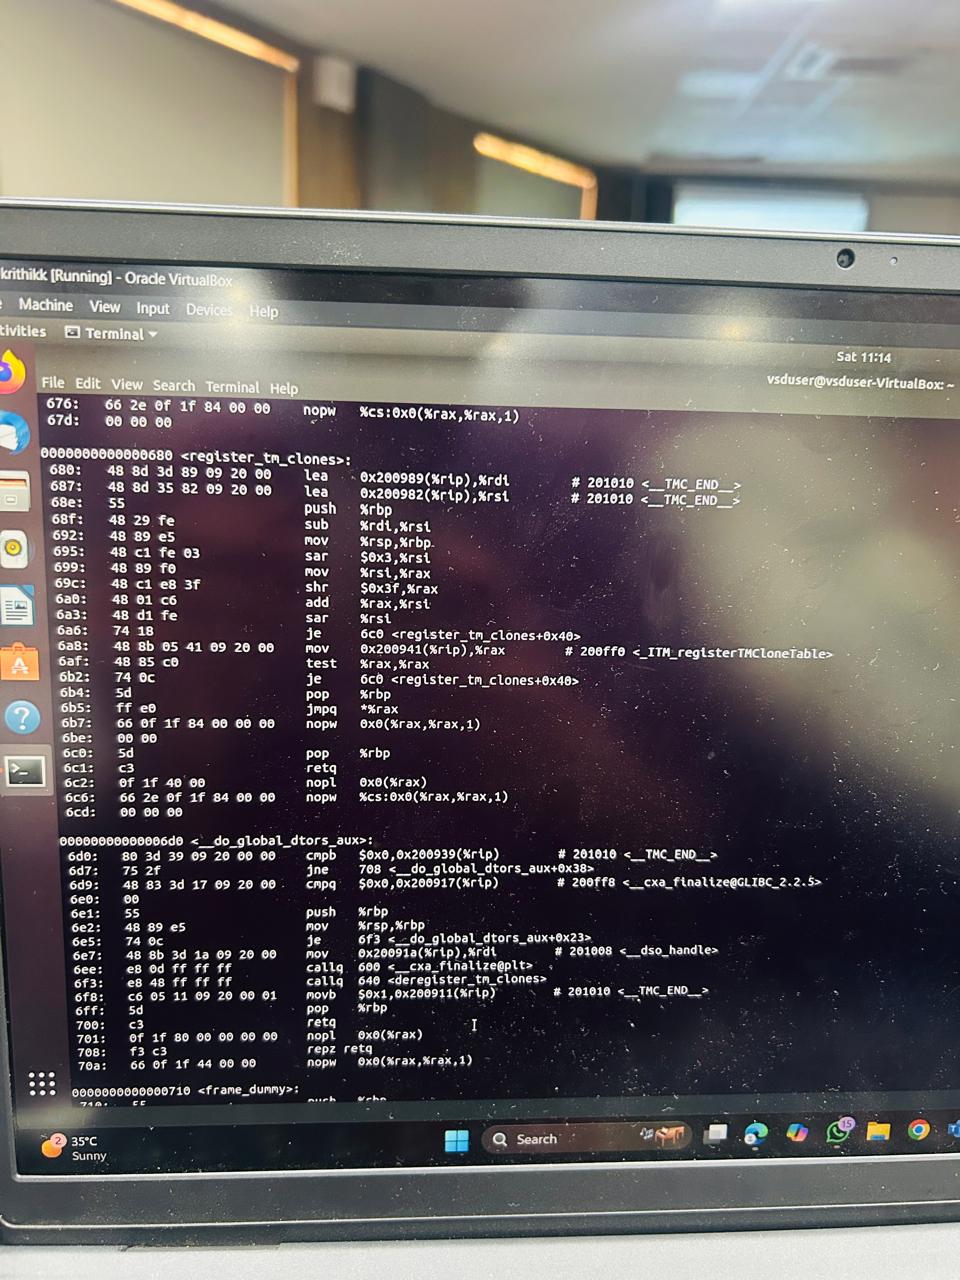 krithikk [Running] - Oracle VirtualBox
Machine View Input Devices Help
Terminal
Sat 11:14
vsduser@vsduser-VirtualBox: ~
File Edit View Search Terminal Help
676: 66 2e 0f 1f 84 00 00 nopw %cs:0x0(%rax,%rax,1)
67d: 00 00 00
0000000000000680 <register_tm_clones>:
680: 48 8d 3d 89 09 20 00 lea 0x200989(%rip),%rdi # 201010 <__TMC_END__>
687: 48 8d 35 82 09 20 00 lea 0x200982(%rip),%rsi # 201010 <__TMC_END__>
68e: 55 push %rbp
68f: 48 29 fe sub %rdi,%rsi
692: 48 89 e5 mov %rsp,%rbp
695: 48 c1 fe 03 sar $0x3,%rsi
699: 48 89 f0 mov %rsi,%rax
69c: 48 c1 e8 3f shr $0x3f,%rax
6a0: 48 01 c6 add %rax,%rsi
6a3: 48 d1 fe sar %rsi
6a6: 74 18 je 6c0 <register_tm_clones+0x40>
6a8: 48 8b 05 41 09 20 00 mov 0x200941(%rip),%rax # 200ff0 <_ITM_registerTMCloneTable>
6af: 48 85 c0 test %rax,%rax
6b2: 74 0c je 6c0 <register_tm_clones+0x40>
6b4: 5d pop %rbp
6b5: ff e0 jmpq *%rax
6b7: 66 0f 1f 84 00 00 00 nopw 0x0(%rax,%rax,1)
6be: 00 00
6c0: 5d pop %rbp
6c1: c3 retq
6c2: 0f 1f 40 00 nopl 0x0(%rax)
6c6: 66 2e 0f 1f 84 00 00 nopw %cs:0x0(%rax,%rax,1)
6cd: 00 00 00
00000000000006d0 <__do_global_dtors_aux>:
6d0: 80 3d 39 09 20 00 00 cmpb $0x0,0x200939(%rip) # 201010 <__TMC_END__>
6d7: 75 2f jne 708 <__do_global_dtors_aux+0x38>
6d9: 48 83 3d 17 09 20 00 cmpq $0x0,0x200917(%rip) # 200ff8 <__cxa_finalize@GLIBC_2.2.5>
6e0: 00
6e1: 55 push %rbp
6e2: 48 89 e5 mov %rsp,%rbp
6e5: 74 0c je 6f3 <__do_global_dtors_aux+0x23>
6e7: 48 8b 3d 1a 09 20 00 mov 0x20091a(%rip),%rdi # 201008 <__dso_handle>
6ee: e8 0d ff ff ff callq 600 <__cxa_finalize@plt>
6f3: e8 48 ff ff ff callq 640 <deregister_tm_clones>
6f8: c6 05 11 09 20 00 01 movb $0x1,0x200911(%rip) # 201010 <__TMC_END__>
6ff: 5d pop %rbp
700: c3 retq
701: 0f 1f 80 00 00 00 00 nopl 0x0(%rax)
708: f3 c3 repz retq
70a: 66 0f 1f 44 00 00 nopw 0x0(%rax,%rax,1)
0000000000000710 <frame_dummy>:
710: 55 push %rbp
2
35°C
Sunny
Search
15